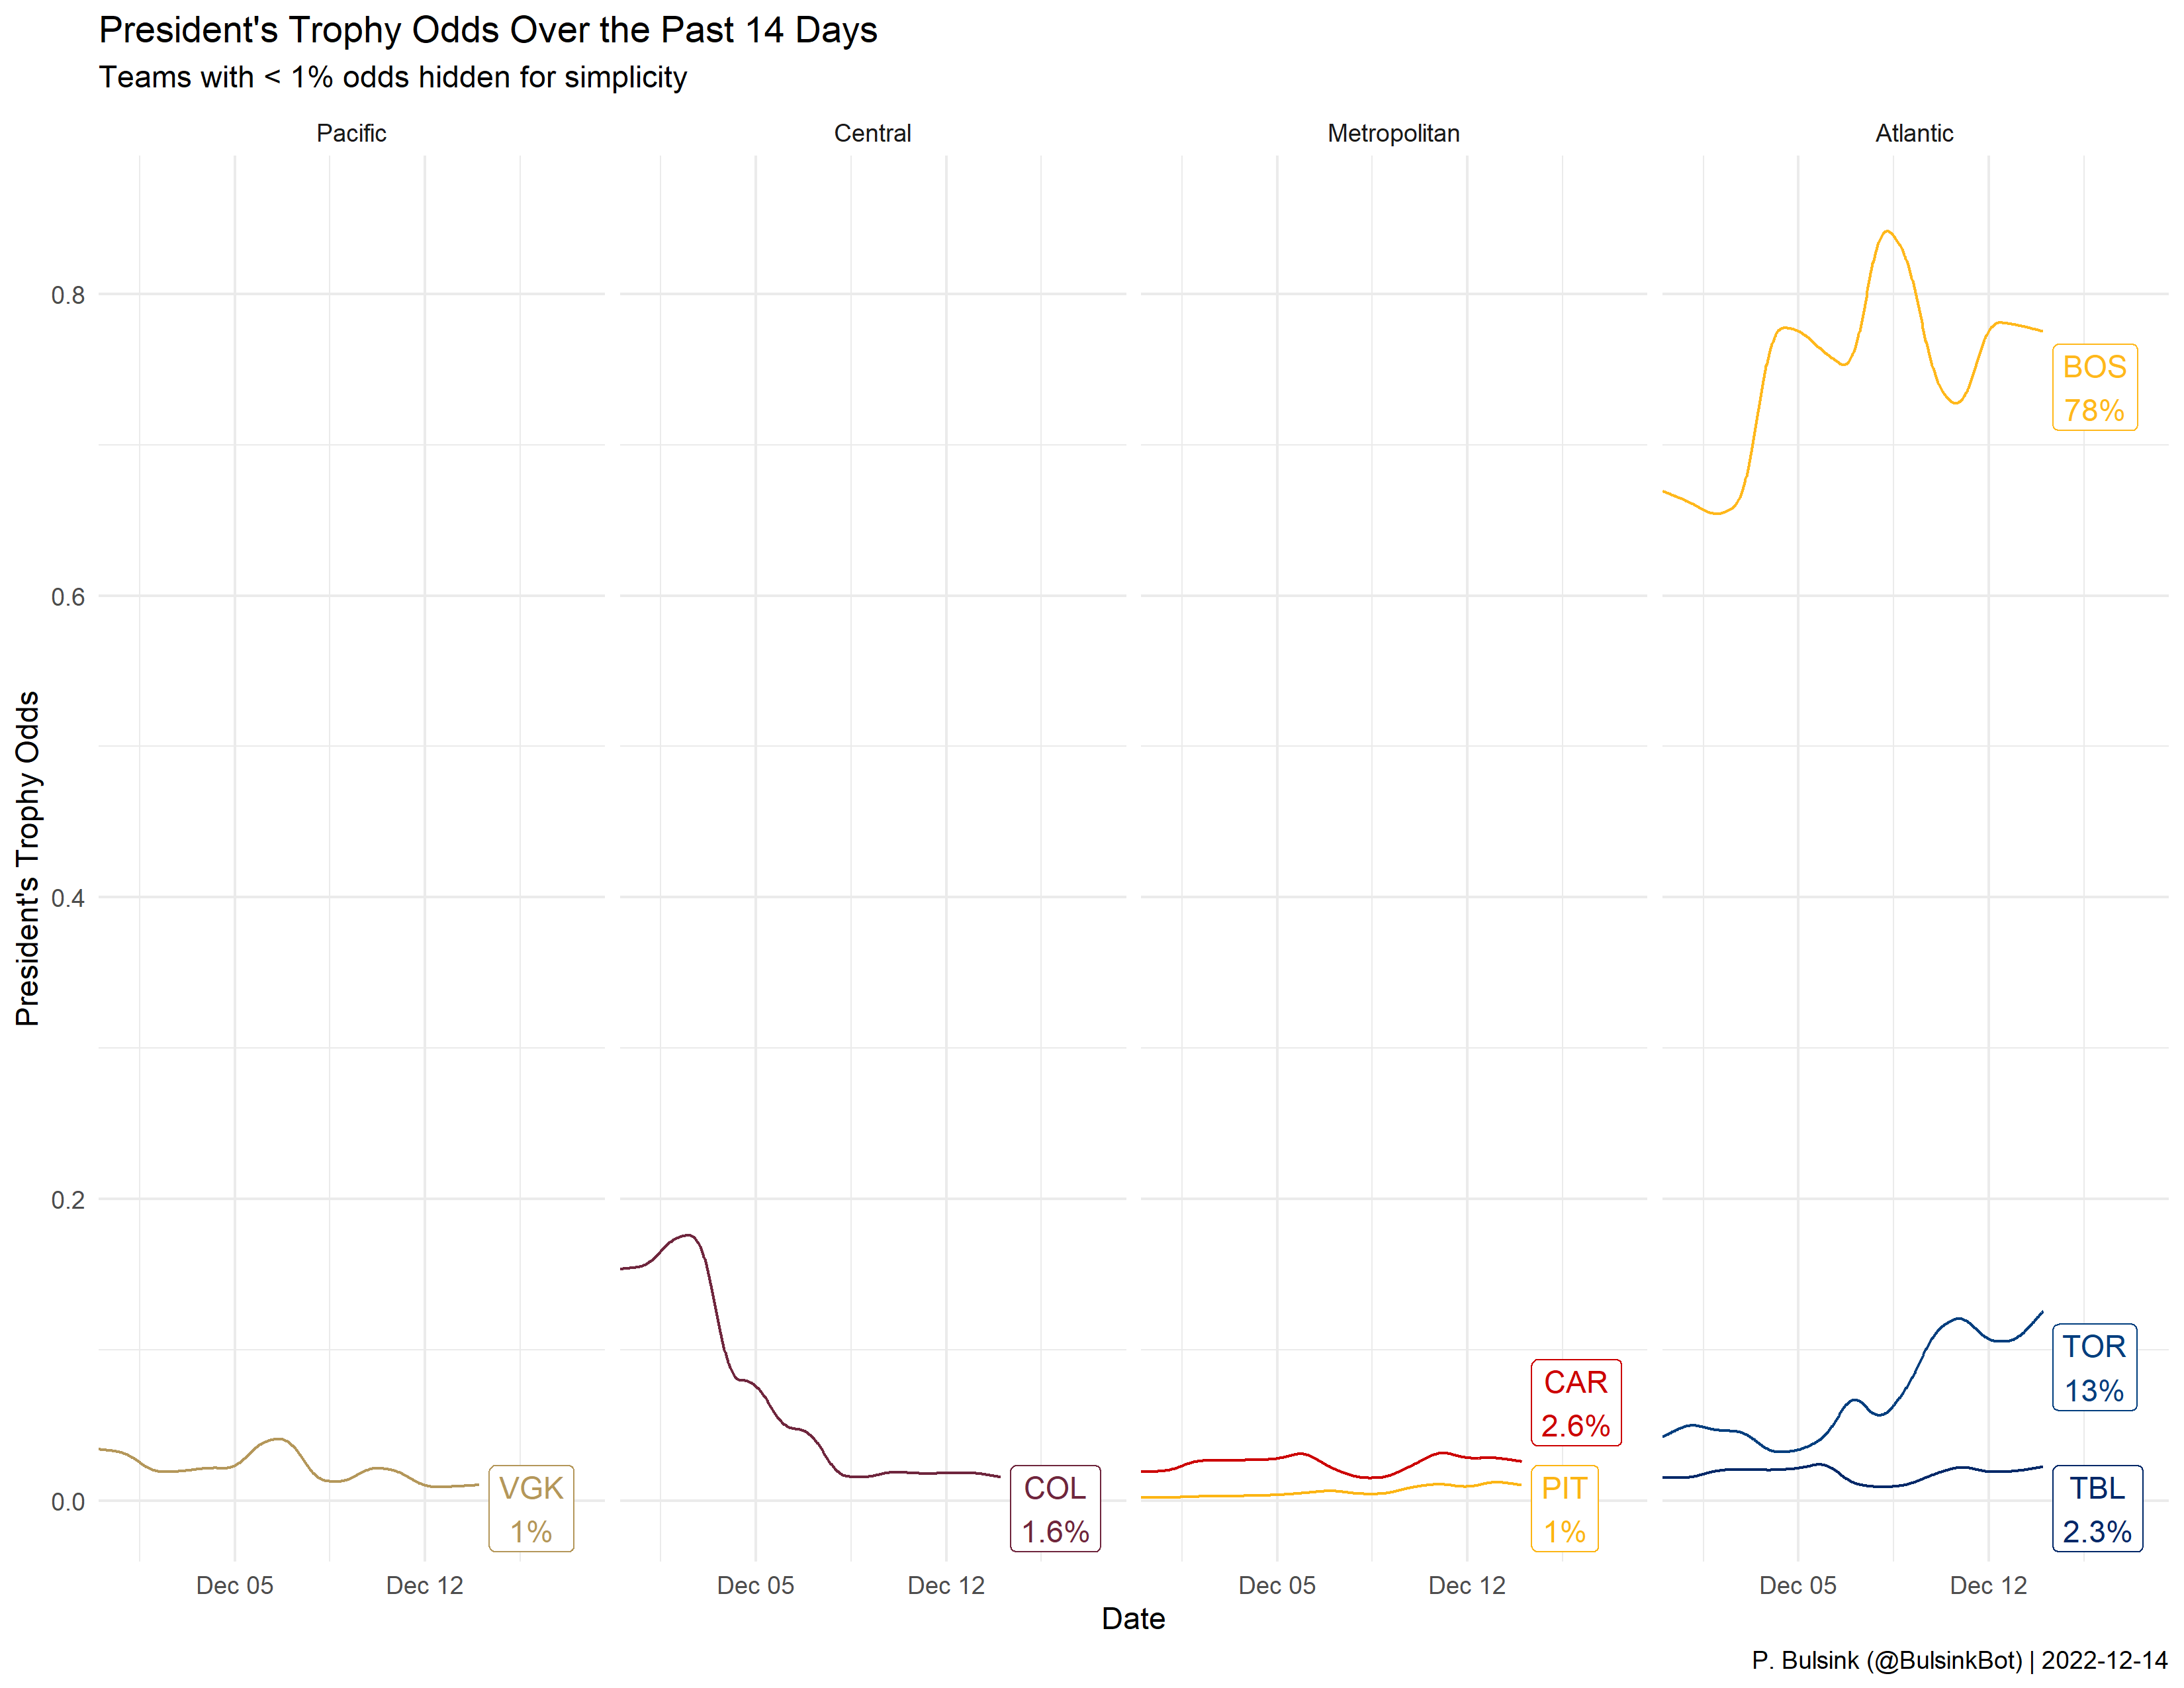 President's Trophy Odds Over the Past 14 Days
Teams with < 1% odds hidden for simplicity
Pacific
Central
Metropolitan
Atlantic
President's Trophy Odds
0.8
0.6
0.4
0.2
0.0
BOS
78%
TOR
13%
CAR
2.6%
VGK
1%
COL
1.6%
PIT
1%
TBL
2.3%
Dec 05
Dec 12
Dec 05
Dec 12
Dec 05
Dec 12
Dec 05
Dec 12
Date
P. Bulsink (@BulsinkBot) | 2022-12-14